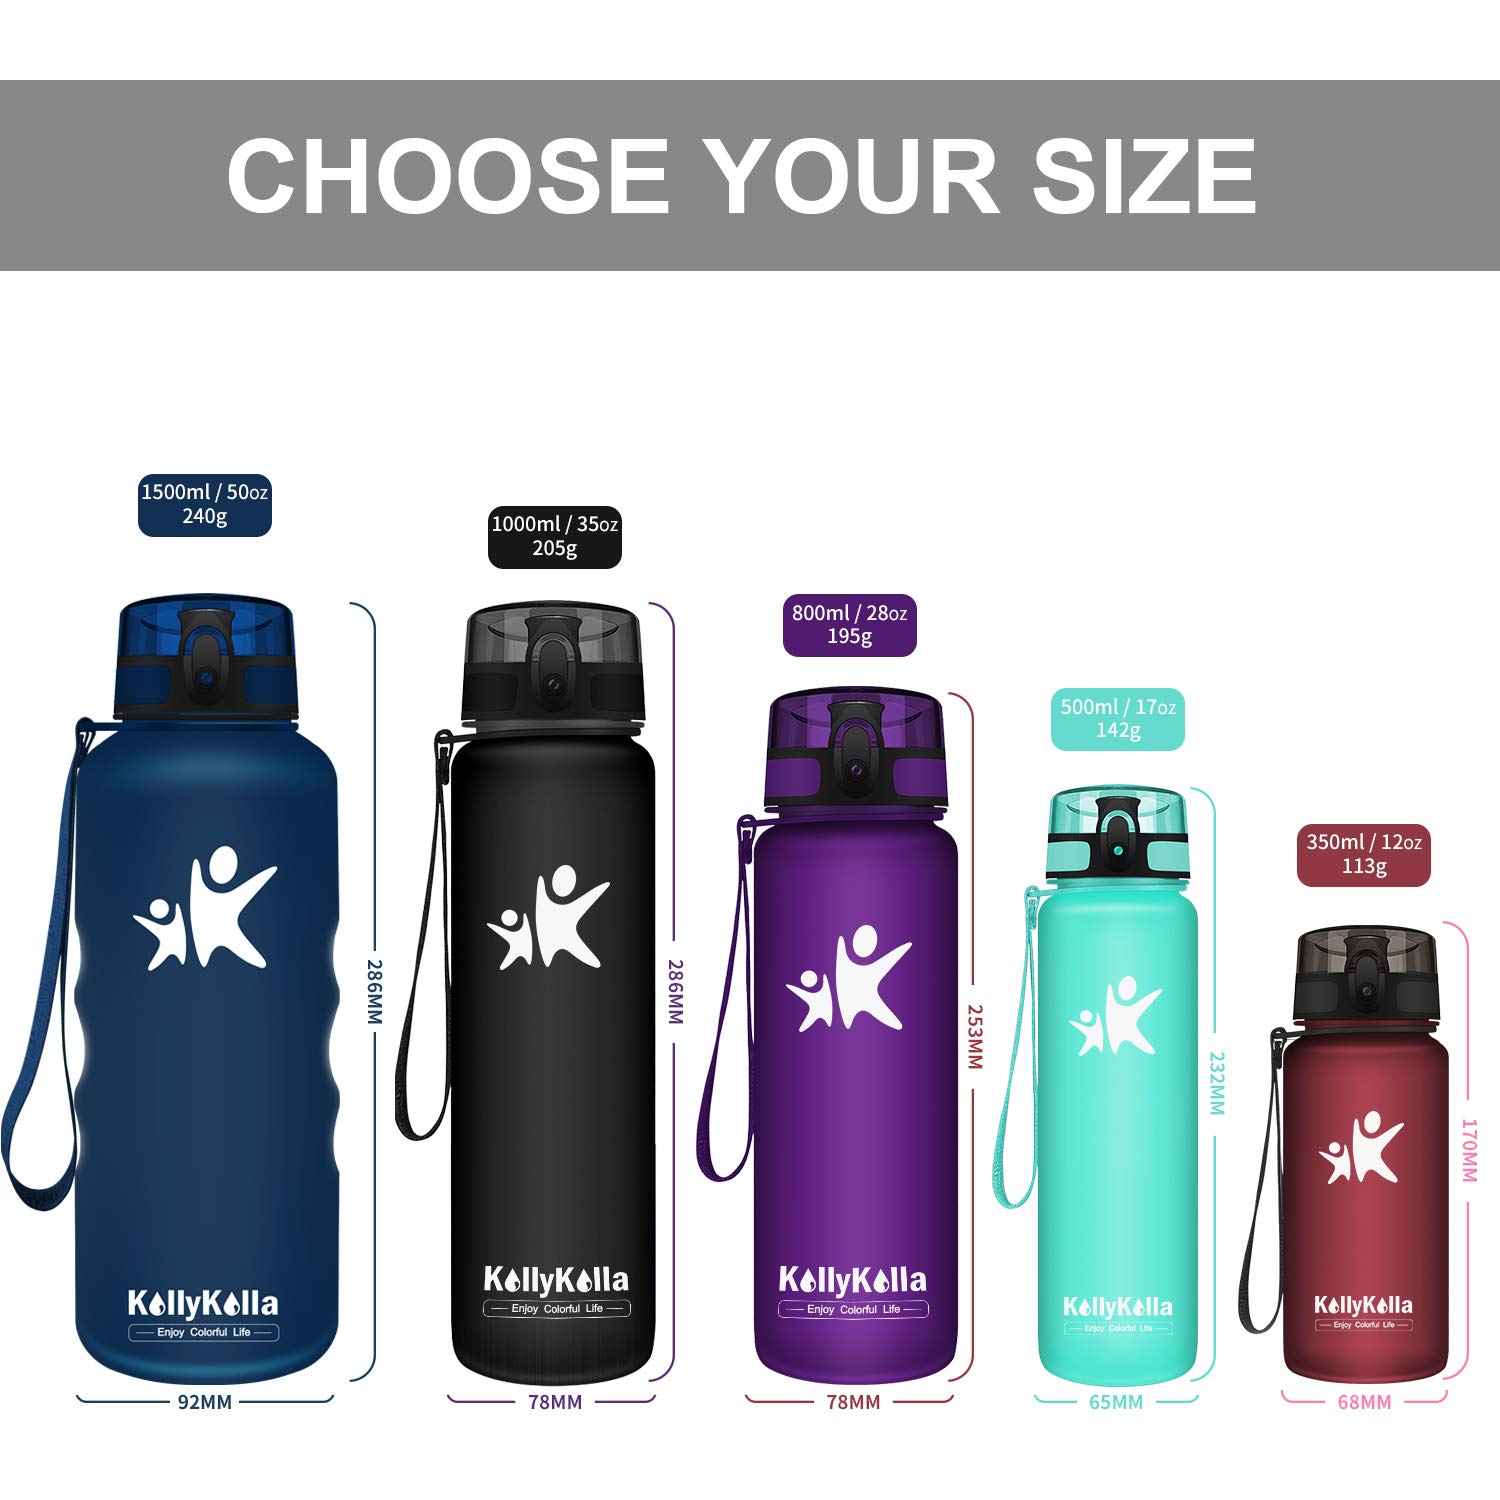 CHOOSE YOUR SIZE
1500ml / 50oz
240g
1000ml / 35oz
205g
800ml / 28oz
195g
500ml / 17oz
142g
350ml / 12oz
113g
286MM
286MM
253MM
232MM
170MM
KollyKolla
Enjoy Colorful Life
KollyKolla
Enjoy Colorful Life
KollyKolla
Enjoy Colorful Life
KollyKolla
Enjoy Colorful Life
KollyKolla
Enjoy Colorful Life
92MM
78MM
78MM
65MM
68MM